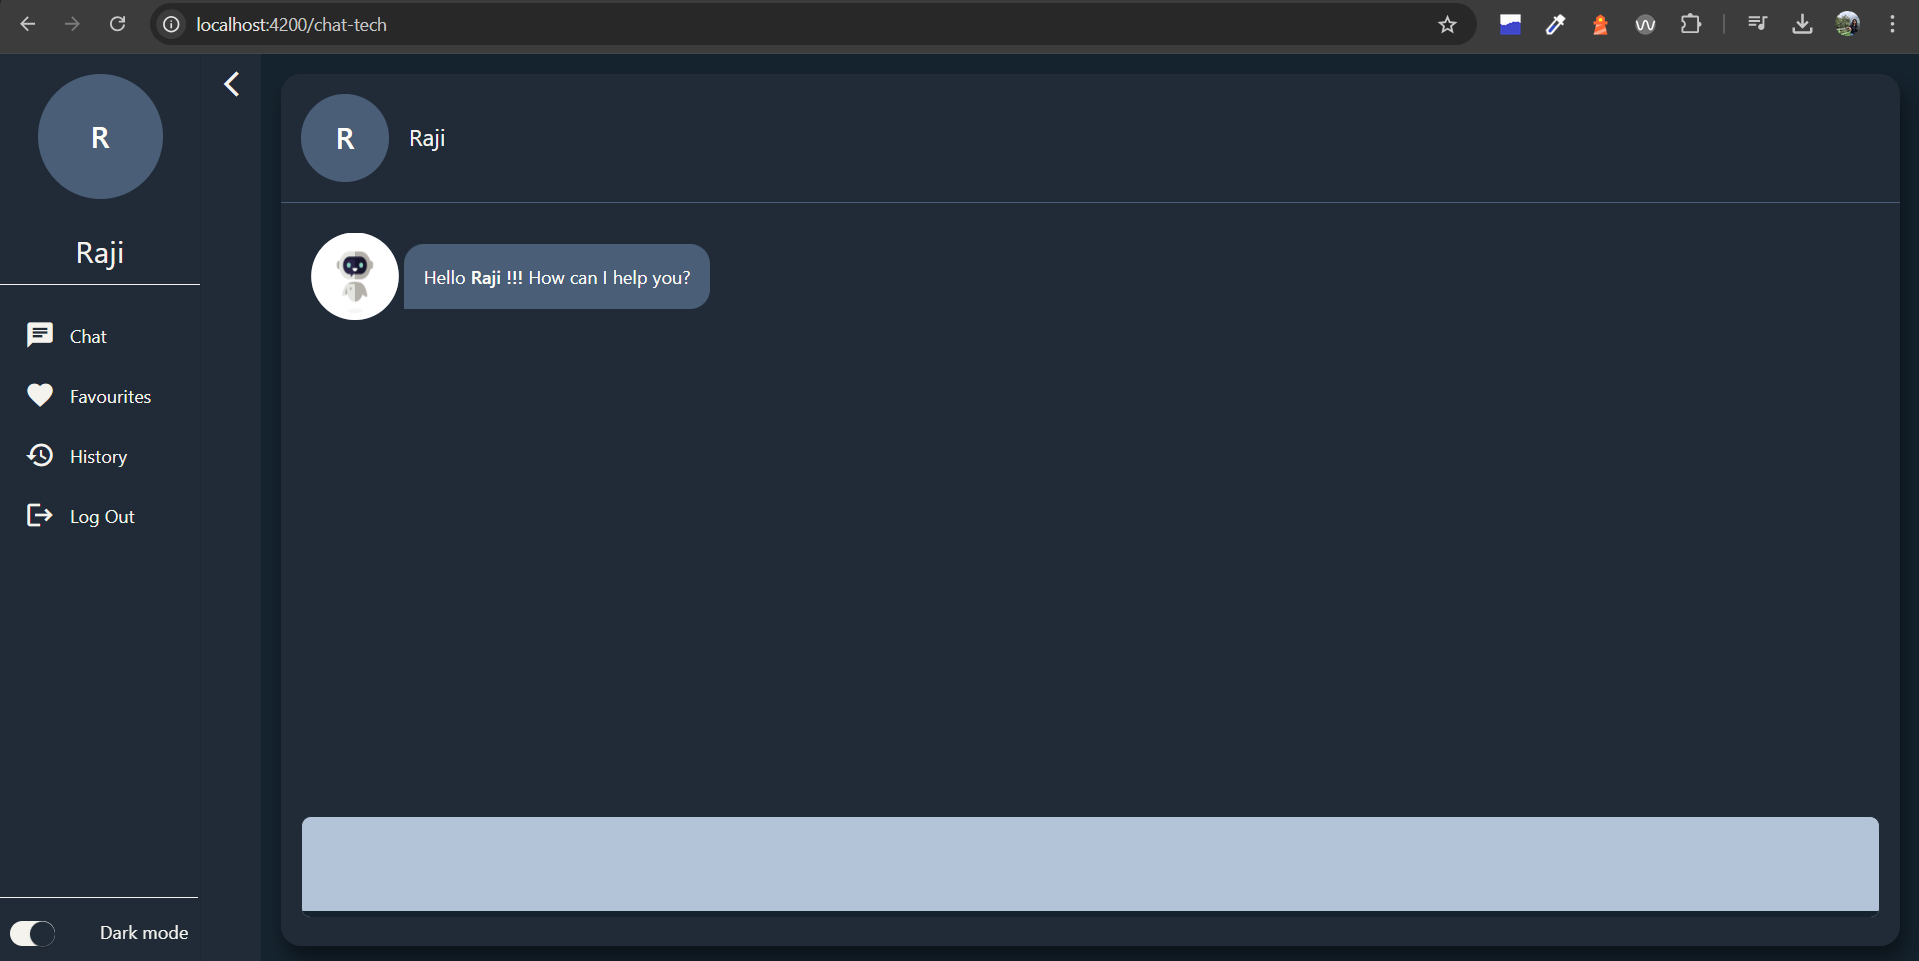 localhost:4200/chat-tech
R
Raji
Chat
Favourites
History
Log Out
Dark mode
R
Raji
Hello Raji !!! How can I help you?